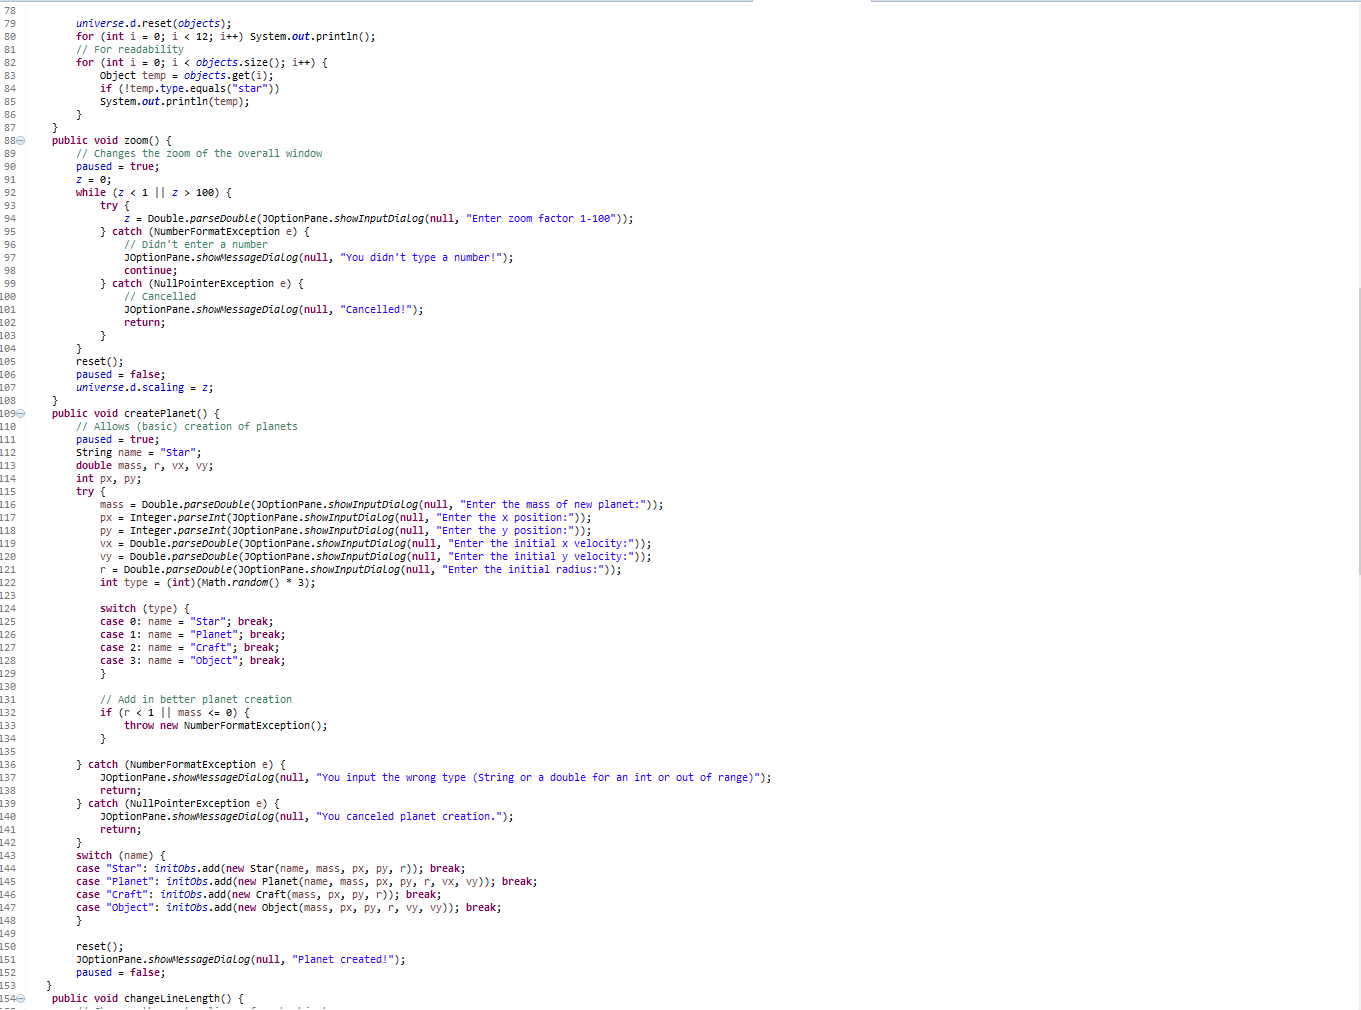 78
79 universe.d.reset(objects);
80 for (int i = 0; i < 12; i++) System.out.println();
81 // For readability
82 for (int i = 0; i < objects.size(); i++) {
83 Object temp = objects.get(i);
84 if (!temp.type.equals("star"))
85 System.out.println(temp);
86 }
87 }
88 public void zoom() {
89 // Changes the zoom of the overall window
90 paused = true;
91 z = 0;
92 while (z < 1 || z > 100) {
93 try {
94 z = Double.parseDouble(JOptionPane.showInputDialog(null, "Enter zoom factor 1-100"));
95 } catch (NumberFormatException e) {
96 // Didn't enter a number
97 JOptionPane.showMessageDialog(null, "You didn't type a number!");
98 continue;
99 } catch (NullPointerException e) {
100 // Cancelled
101 JOptionPane.showMessageDialog(null, "Cancelled!");
102 return;
103 }
104 }
105 reset();
106 paused = false;
107 universe.d.scaling = z;
108 }
109 public void createPlanet() {
110 // Allows (basic) creation of planets
111 paused = true;
112 String name = "Star";
113 double mass, r, vx, vy;
114 int px, py;
115 try {
116 mass = Double.parseDouble(JOptionPane.showInputDialog(null, "Enter the mass of new planet:"));
117 px = Integer.parseInt(JOptionPane.showInputDialog(null, "Enter the x position:"));
118 py = Integer.parseInt(JOptionPane.showInputDialog(null, "Enter the y position:"));
119 vx = Double.parseDouble(JOptionPane.showInputDialog(null, "Enter the initial x velocity:"));
120 vy = Double.parseDouble(JOptionPane.showInputDialog(null, "Enter the initial y velocity:"));
121 r = Double.parseDouble(JOptionPane.showInputDialog(null, "Enter the initial radius:"));
122 int type = (int)(Math.random() * 3);
123
124 switch (type) {
125 case 0: name = "Star"; break;
126 case 1: name = "Planet"; break;
127 case 2: name = "Craft"; break;
128 case 3: name = "Object"; break;
129 }
130
131 // Add in better planet creation
132 if (r < 1 || mass <= 0) {
133 throw new NumberFormatException();
134 }
135
136 } catch (NumberFormatException e) {
137 JOptionPane.showMessageDialog(null, "You input the wrong type (String or a double for an int or out of range)");
138 return;
139 } catch (NullPointerException e) {
140 JOptionPane.showMessageDialog(null, "You canceled planet creation.");
141 return;
142 }
143 switch (name) {
144 case "Star": initObs.add(new Star(name, mass, px, py, r)); break;
145 case "Planet": initObs.add(new Planet(name, mass, px, py, r, vx, vy)); break;
146 case "Craft": initObs.add(new Craft(mass, px, py, r)); break;
147 case "Object": initObs.add(new Object(mass, px, py, r, vy, vy)); break;
148 }
149
150 reset();
151 JOptionPane.showMessageDialog(null, "Planet created!");
152 paused = false;
153 }
154 public void changeLineLength() {